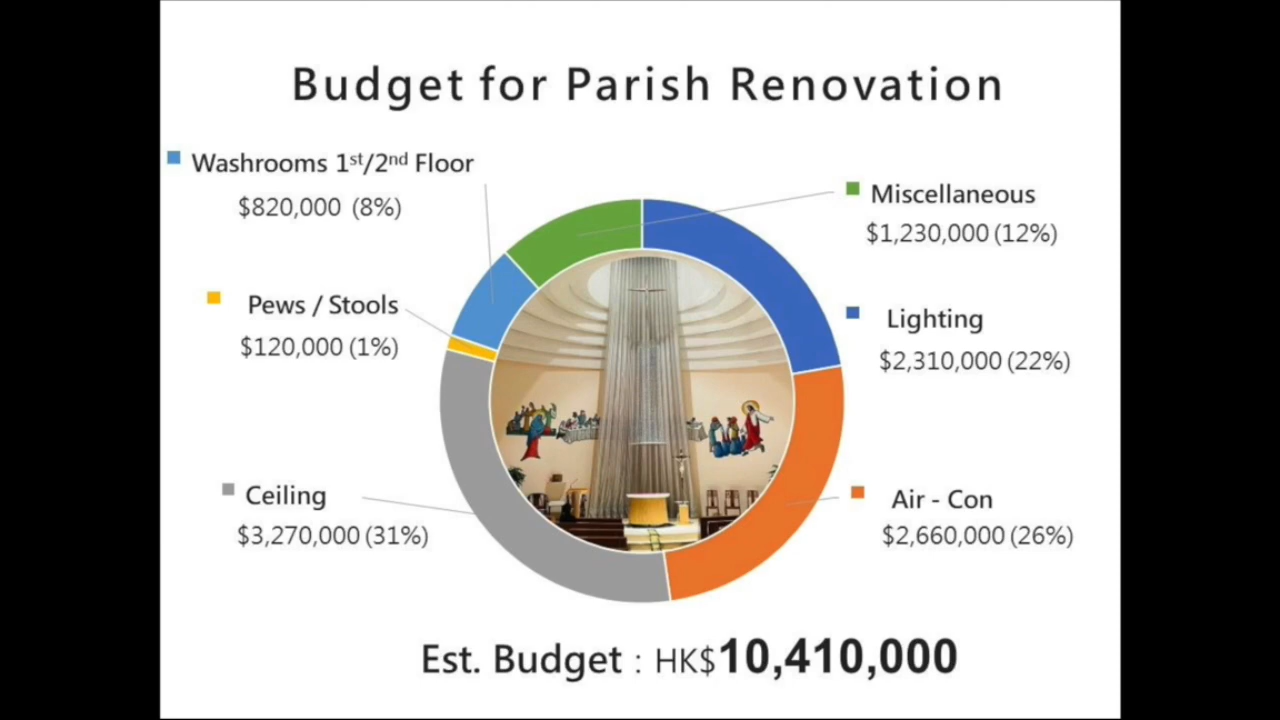 Budget for Parish Renovation
Washrooms 1st/2nd Floor
$820,000 (8%)
Miscellaneous
$1,230,000 (12%)
Pews / Stools
$120,000 (1%)
Lighting
$2,310,000 (22%)
Ceiling
$3,270,000 (31%)
Air - Con
$2,660,000 (26%)
Est. Budget : HK$10,410,000